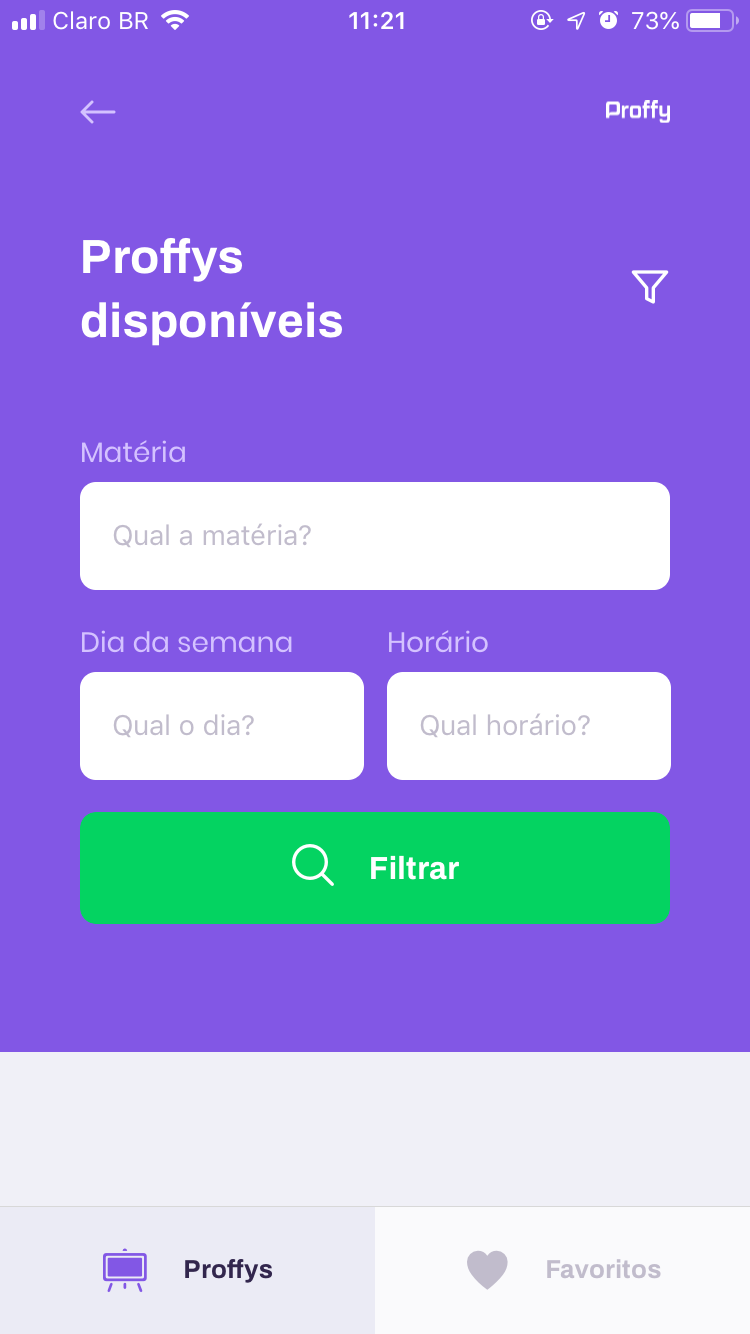 Claro BR 11:21 73%
Proffy
Proffys
disponíveis
Matéria
Qual a matéria?
Dia da semana Horário
Qual o dia? Qual horário?
Filtrar
Proffys Favoritos